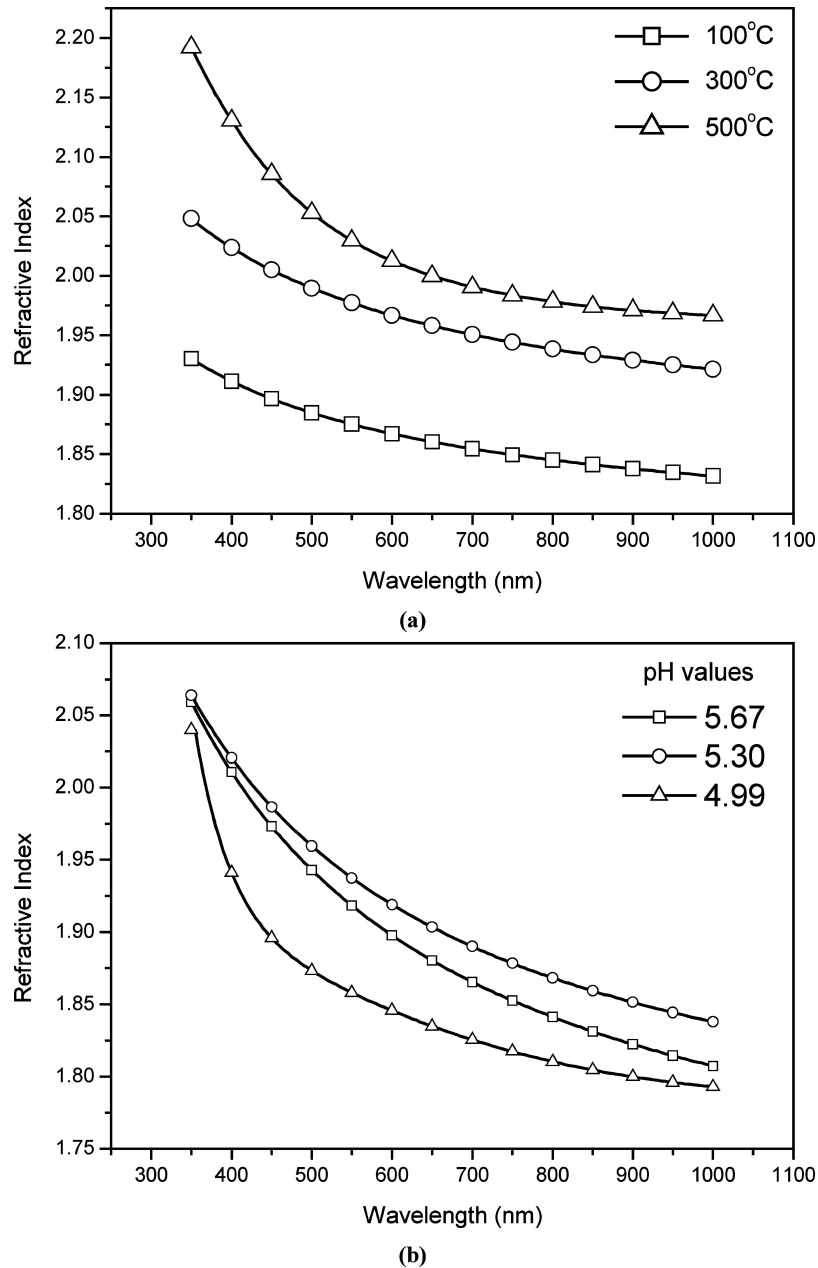 2.20
2.15
2.10
2.05
2.00
1.95
1.90
1.85
1.80
Refractive Index
100°C
300°C
500°C
300 400 500 600 700 800 900 1000 1100
Wavelength (nm)
(a)
2.10
2.05
2.00
1.95
1.90
1.85
1.80
1.75
Refractive Index
pH values
5.67
5.30
4.99
300 400 500 600 700 800 900 1000 1100
Wavelength (nm)
(b)